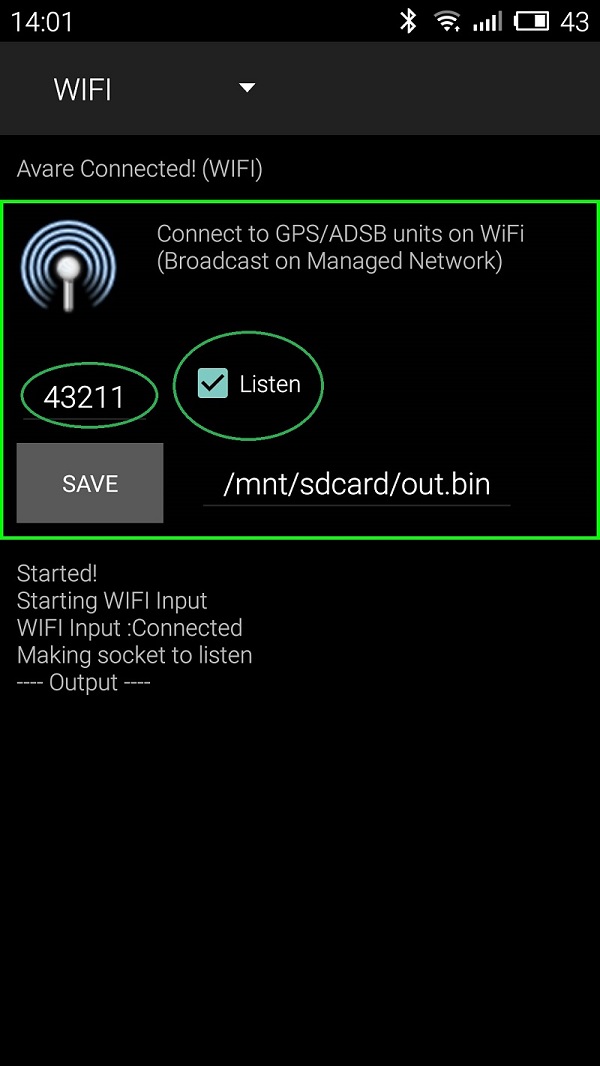 14:01 43
WIFI
Avare Connected! (WIFI)
Connect to GPS/ADSB units on WiFi
(Broadcast on Managed Network)
43211 Listen
SAVE /mnt/sdcard/out.bin
Started!
Starting WIFI Input
WIFI Input :Connected
Making socket to listen
---- Output ----